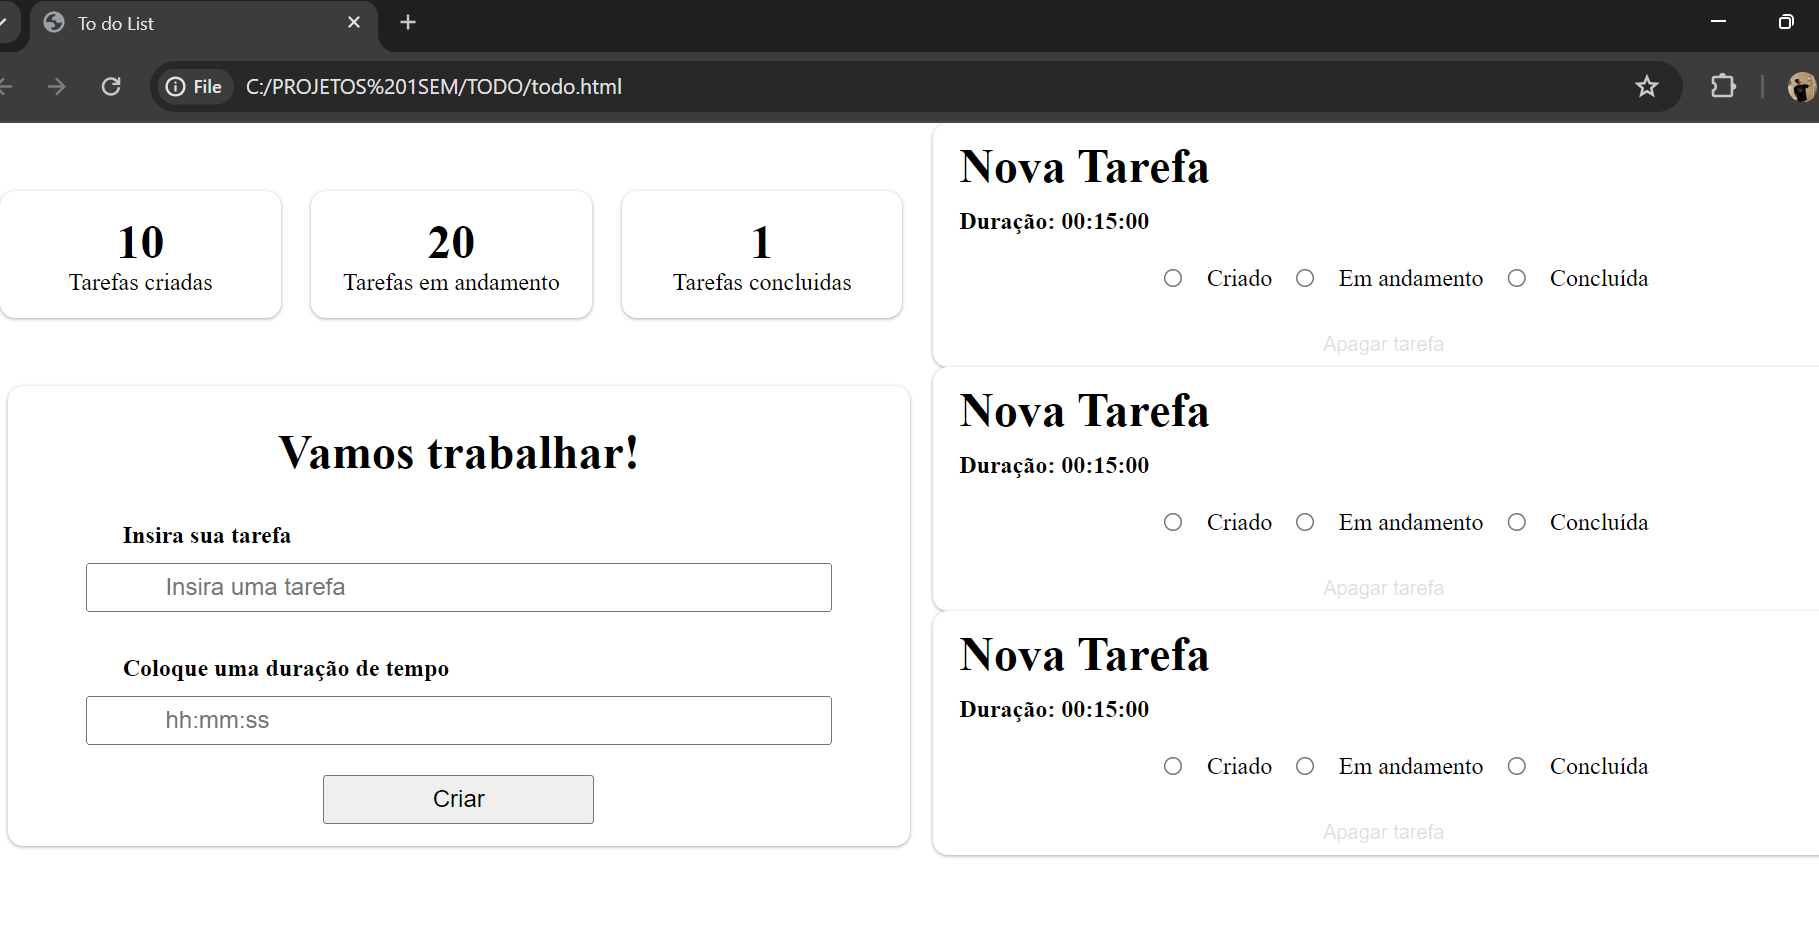 To do List
File C:/PROJETOS%201SEM/TODO/todo.html
10
Tarefas criadas
20
Tarefas em andamento
1
Tarefas concluidas
Vamos trabalhar!
Insira sua tarefa
Insira uma tarefa
Coloque uma duração de tempo
hh:mm:ss
Criar
Nova Tarefa
Duração: 00:15:00
Criado Em andamento Concluída
Apagar tarefa
Nova Tarefa
Duração: 00:15:00
Criado Em andamento Concluída
Apagar tarefa
Nova Tarefa
Duração: 00:15:00
Criado Em andamento Concluída
Apagar tarefa